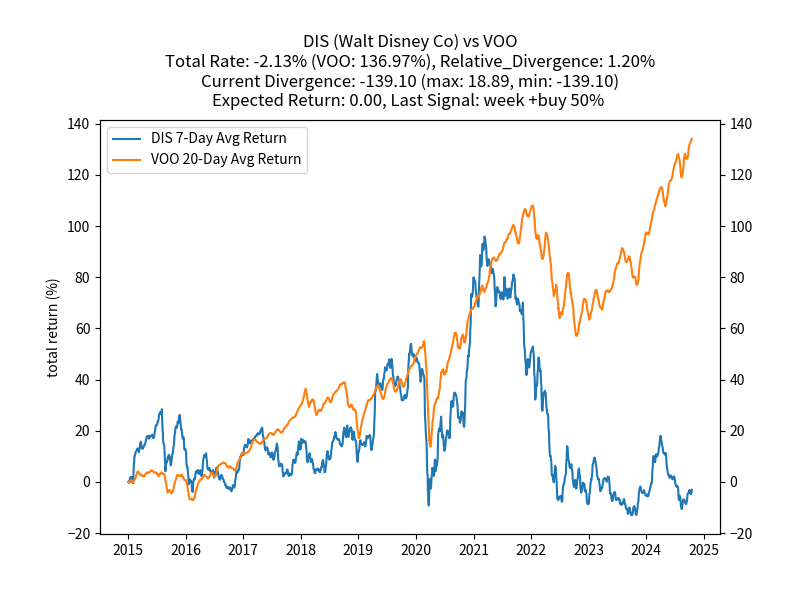 DIS (Walt Disney Co) vs VOO
Total Rate: -2.13% (VOO: 136.97%), Relative_Divergence: 1.20%
Current Divergence: -139.10 (max: 18.89, min: -139.10)
Expected Return: 0.00, Last Signal: week +buy 50%
DIS 7-Day Avg Return
VOO 20-Day Avg Return
total return (%)
140
120
100
80
60
40
20
0
−20
140
120
100
80
60
40
20
0
−20
2015 2016 2017 2018 2019 2020 2021 2022 2023 2024 2025